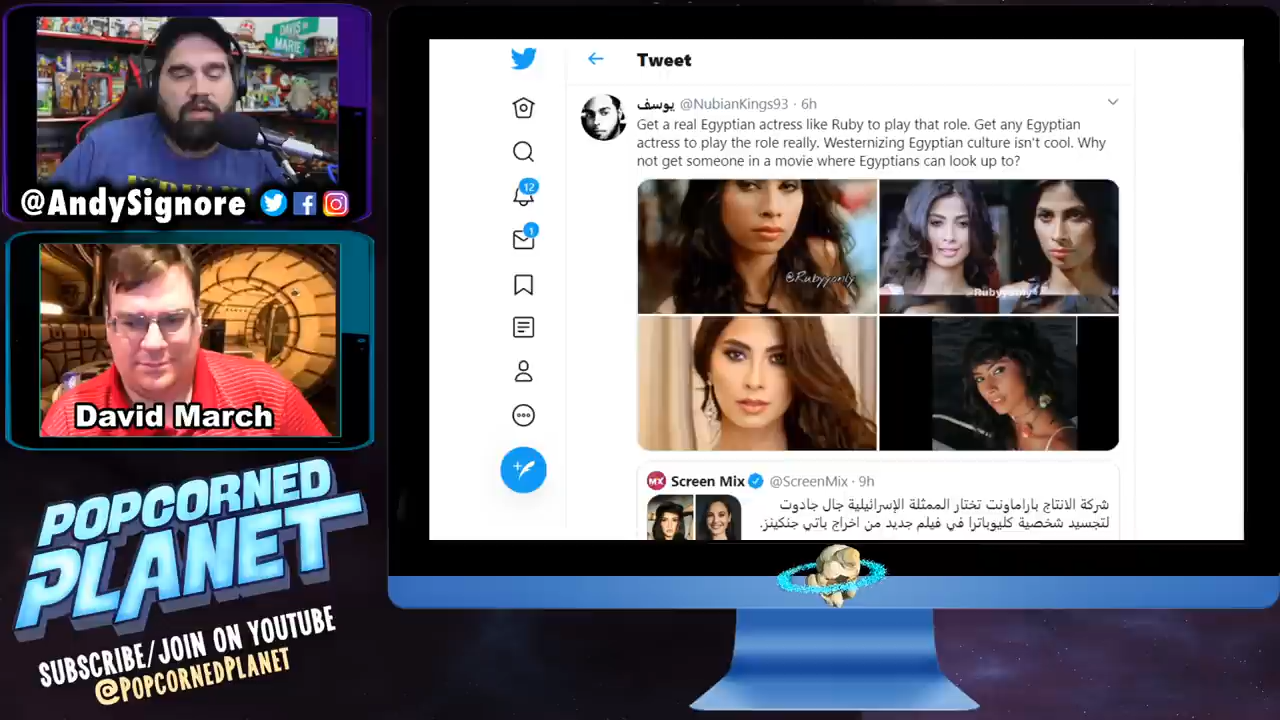 DAVIS
MARIE
@AndySignore
David March
POPCORNED
PLANET
SUBSCRIBE/JOIN ON YOUTUBE
@POPCORNEDPLANET
Tweet
يوسف @NubianKings93 · 6h
Get a real Egyptian actress like Ruby to play that role. Get any Egyptian
actress to play the role really. Westernizing Egyptian culture isn't cool. Why
not get someone in a movie where Egyptians can look up to?
12
1
@Rubyyonly
@Rubyyonly
MX Screen Mix @ScreenMix · 9h
شركة الانتاج باراماونت تختار الممثلة الإسرائيلية جال جادوت
لتجسيد شخصية كليوباترا في فيلم جديد من اخراج باتي جنكينز.